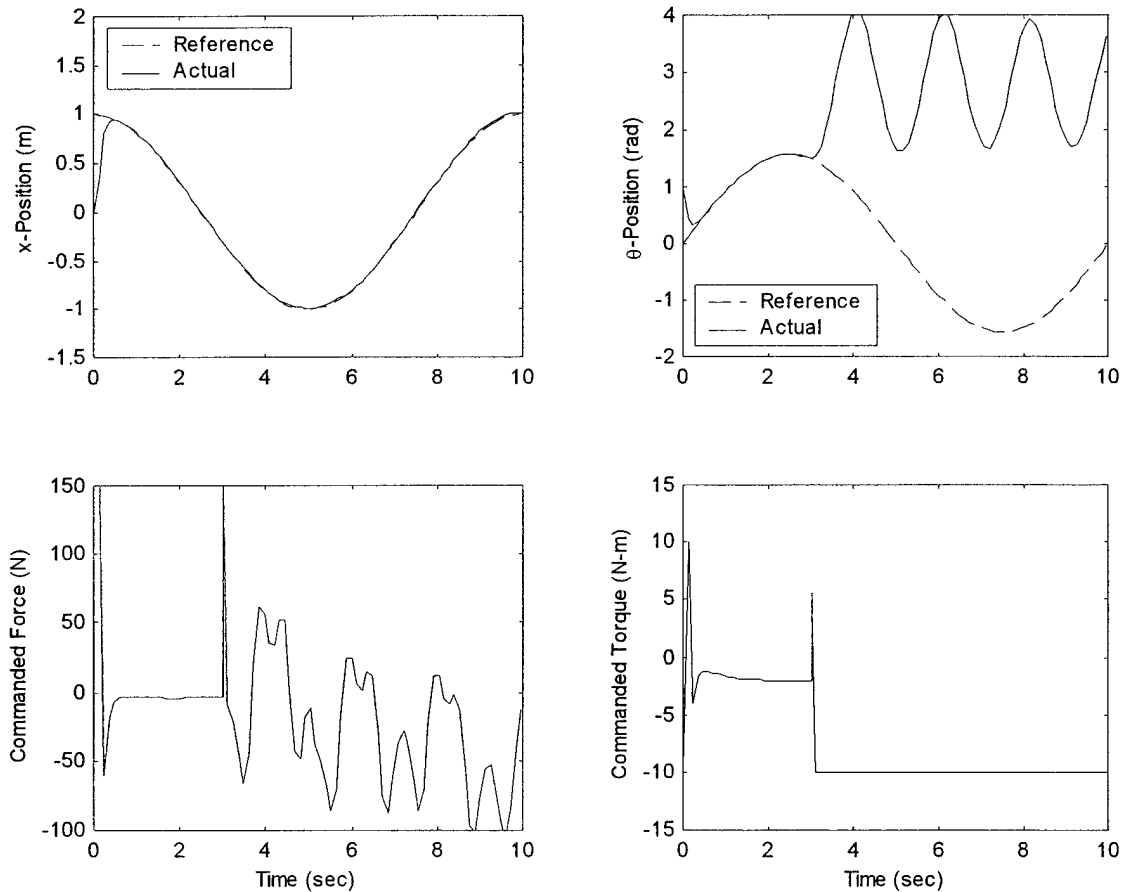 2
1.5
1
0.5
0
-0.5
-1
-1.5
x-Position (m)
Reference
Actual
0 2 4 6 8 10
4
3
2
1
0
-1
-2
θ-Position (rad)
Reference
Actual
0 2 4 6 8 10
150
100
50
0
-50
-100
Commanded Force (N)
0 2 4 6 8 10
Time (sec)
15
10
5
0
-5
-10
-15
Commanded Torque (N-m)
0 2 4 6 8 10
Time (sec)